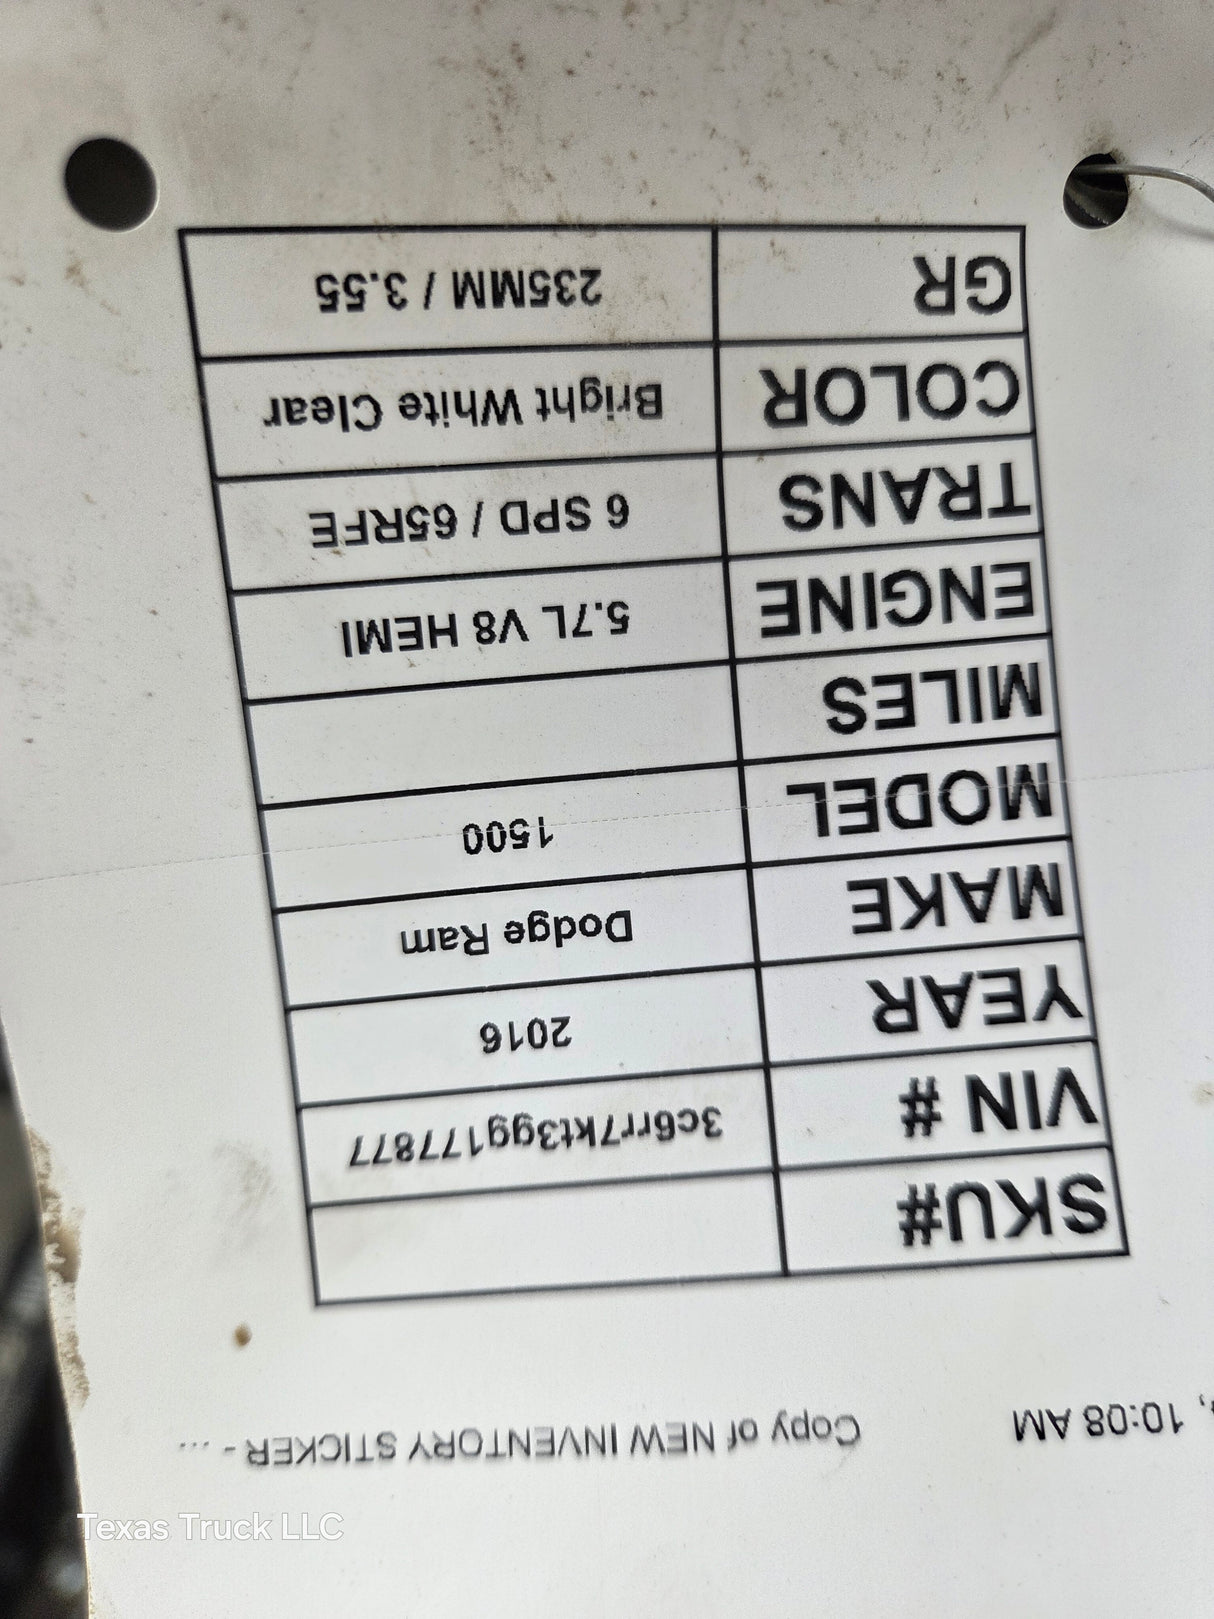 10:08 AM Copy of NEW INVENTORY STICKER - ...
SKU#
VIN # 3c6rr7kt3gg177877
YEAR 2016
MAKE Dodge Ram
MODEL 1500
MILES
ENGINE 5.7L V8 HEMI
TRANS 6 SPD / 65RFE
COLOR Bright White Clear
GR 235MM / 3.55
Texas Truck LLC